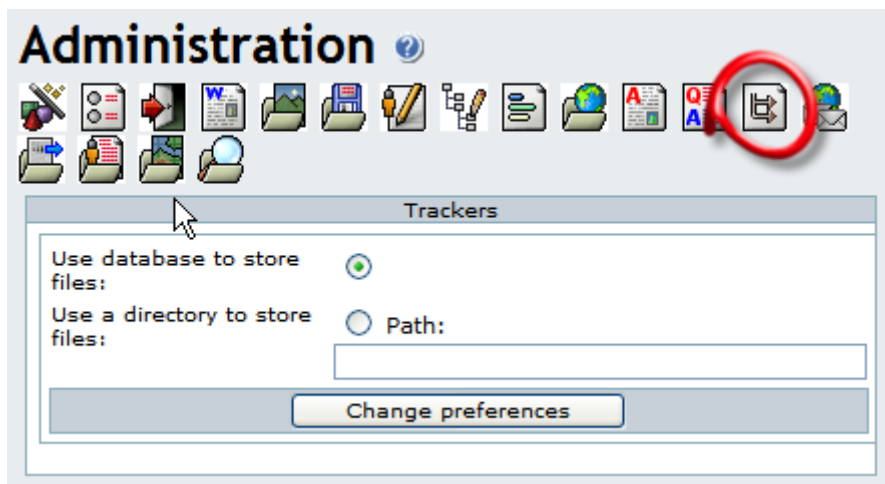 Administration
W
A Q
A
Trackers
Use database to store
files:
Use a directory to store
files:
Path:
Change preferences